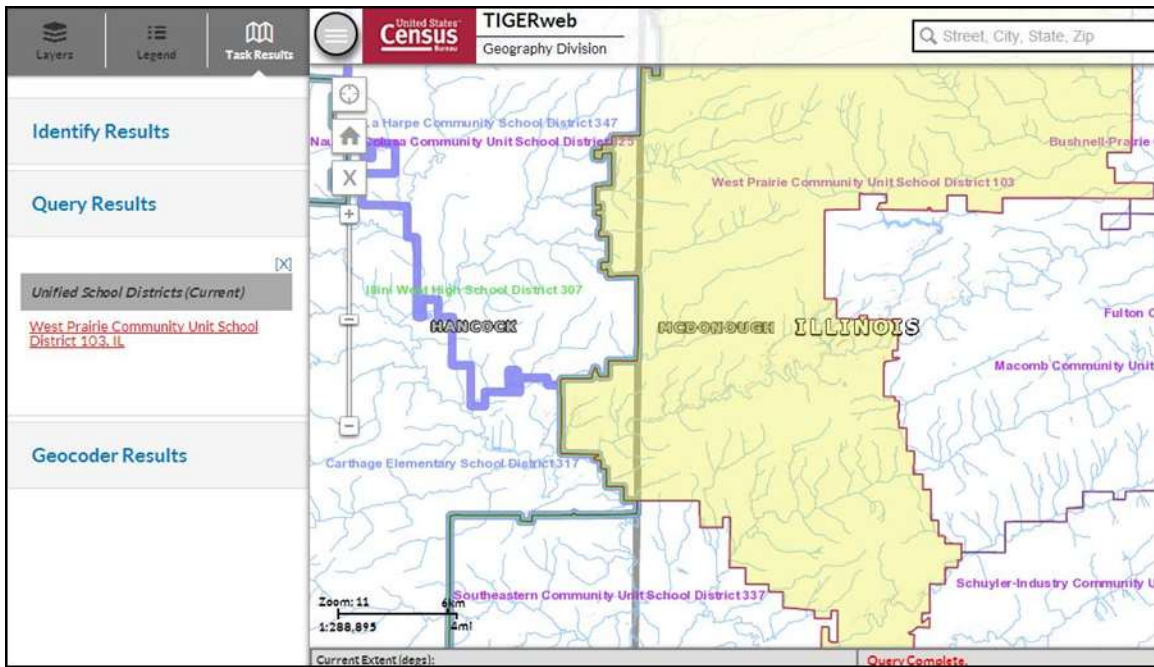 Layers
Legend
Task Results
United States™
Census
Bureau
TIGERweb
Geography Division
Street, City, State, Zip
Identify Results
Query Results
[X]
Unified School Districts (Current)
West Prairie Community Unit School
District 103, IL
Geocoder Results
X
+
a Harpe Community School District 347
Community Unit School District
Bushnell-Prairie
West Prairie Community Unit School District 103
Illini West High School District 307
HANCOCK
MCDONOUGH
ILLINOIS
Fulton C
Macomb Community Unit
Carthage Elementary School District 317
Schuyler-Industry Community U
Southeastern Community Unit School District 337
Zoom: 11
6km
1:288,895
4mi
Current Extent (degs):
Query Complete.